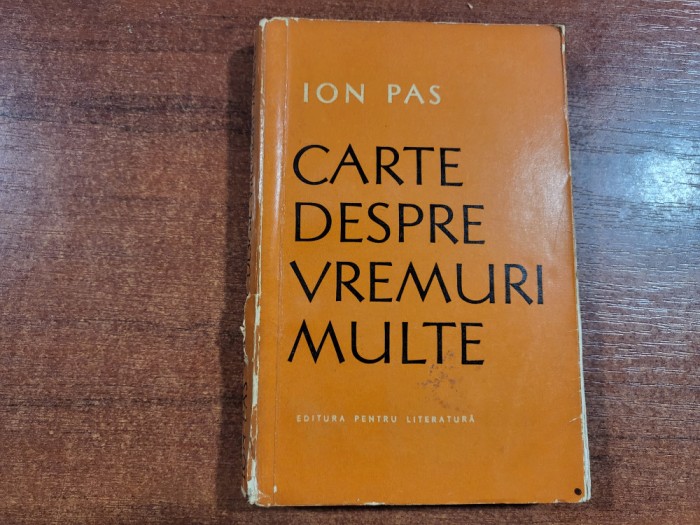 ION PAS
CARTE
DESPRE
VREMURI
MULTE
EDITURA PENTRU LITERATURĂ